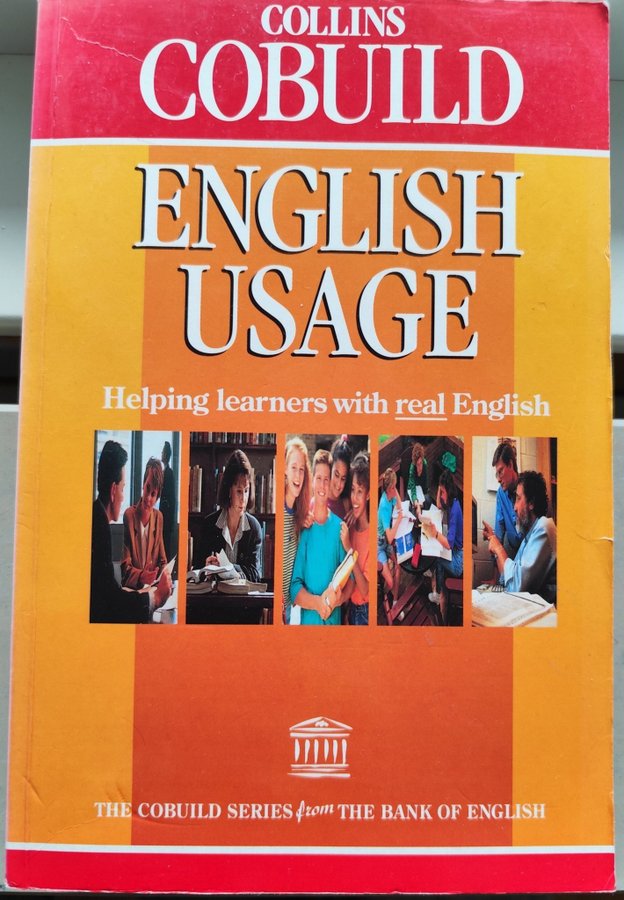 COLLINS
COBUILD
ENGLISH
USAGE
Helping learners with real English
THE COBUILD SERIES from THE BANK OF ENGLISH